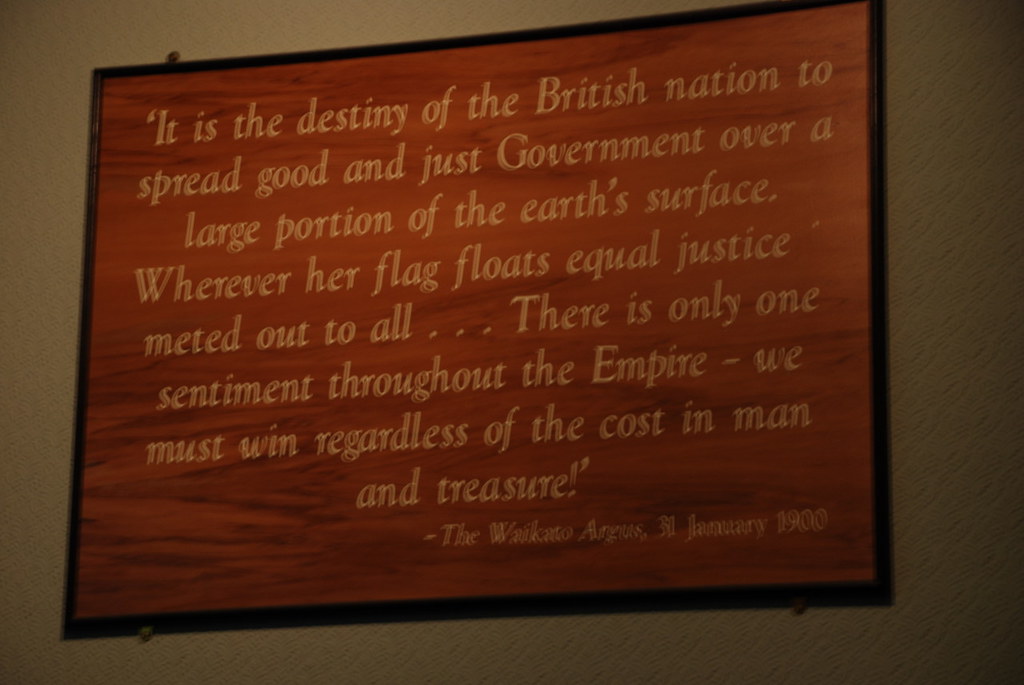 'It is the destiny of the British nation to
spread good and just Government over a
large portion of the earth's surface.
Wherever her flag floats equal justice
meted out to all . . . There is only one
sentiment throughout the Empire – we
must win regardless of the cost in man
and treasure!'
–The Waikato Argus, 31 January 1900